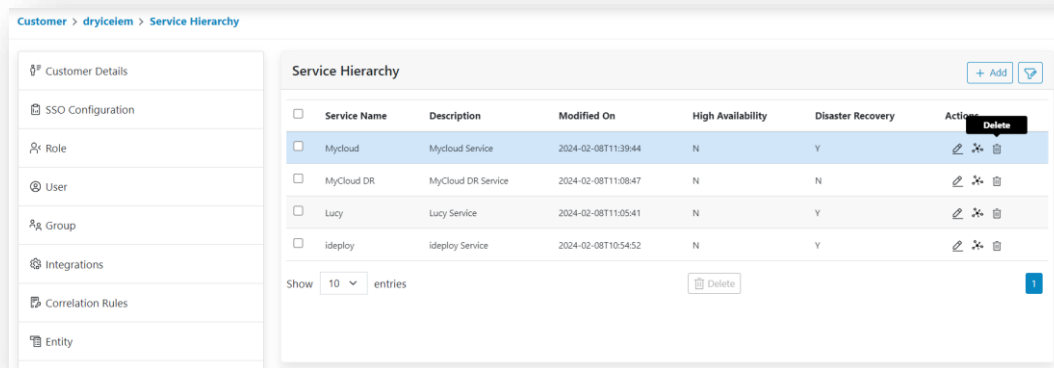 Customer > dryiceiem > Service Hierarchy
Customer Details
SSO Configuration
Role
User
Group
Integrations
Correlation Rules
Entity
Service Hierarchy
+ Add
Service Name Description Modified On High Availability Disaster Recovery Actions
Delete
Mycloud Mycloud Service 2024-02-08T11:39:44 N Y
MyCloud DR MyCloud DR Service 2024-02-08T11:08:47 N N
Lucy Lucy Service 2024-02-08T11:05:41 N Y
ideploy ideploy Service 2024-02-08T10:54:52 N Y
Show 10 entries Delete 1